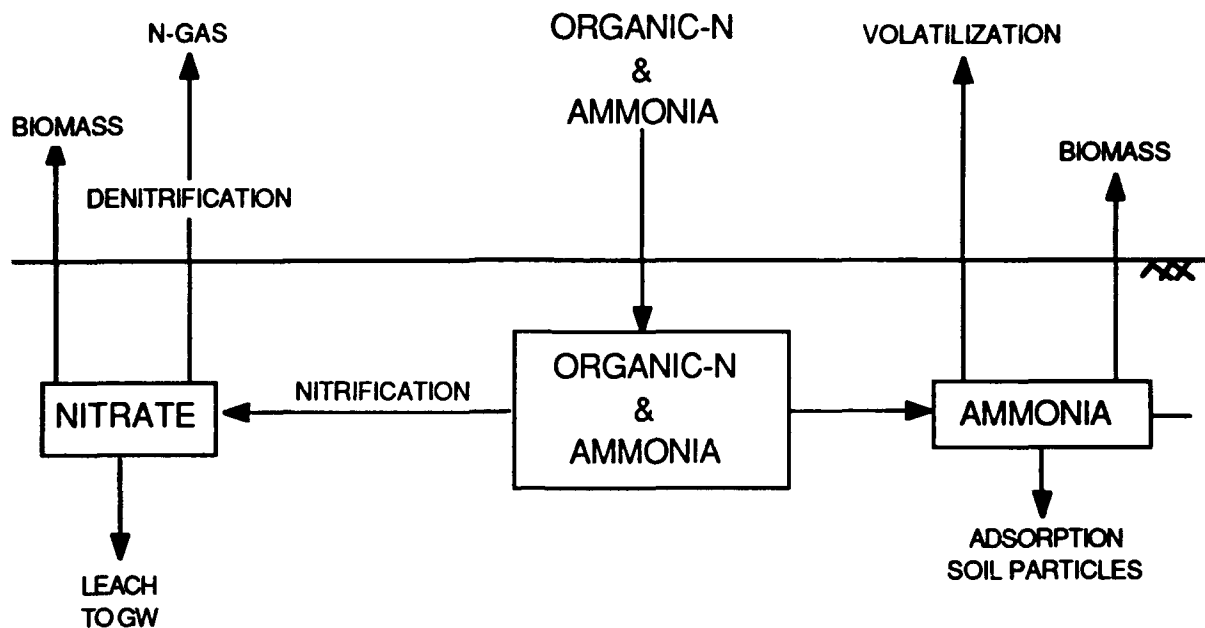 N-GAS
ORGANIC-N
&
AMMONIA
VOLATILIZATION
BIOMASS
BIOMASS
DENITRIFICATION
NITRIFICATION
ORGANIC-N
&
AMMONIA
NITRATE
AMMONIA
LEACH
TO GW
ADSORPTION
SOIL PARTICLES